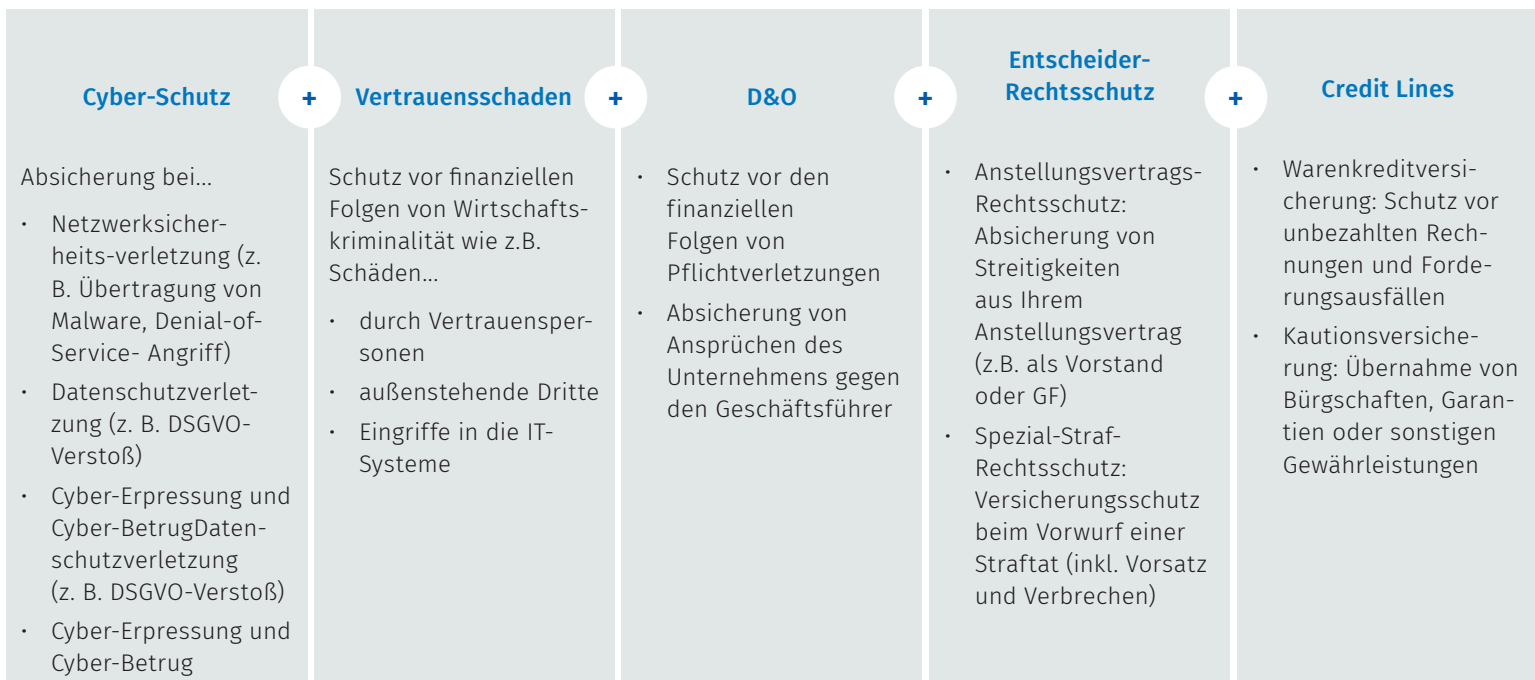 Cyber-Schutz
+
Vertrauensschaden
+
D&O
+
Entscheider-
Rechtsschutz
+
Credit Lines
Absicherung bei...
• Netzwerksicher-
heits-verletzung (z.
B. Übertragung von
Malware, Denial-of-
Service- Angriff)
• Datenschutzverlet-
zung (z. B. DSGVO-
Verstoß)
• Cyber-Erpressung und
Cyber-BetrugDaten-
schutzverletzung
(z. B. DSGVO-Verstoß)
• Cyber-Erpressung und
Cyber-Betrug
Schutz vor finanziellen
Folgen von Wirtschafts-
kriminalität wie z.B.
Schäden...
• durch Vertrauensper-
sonen
• außenstehende Dritte
• Eingriffe in die IT-
Systeme
• Schutz vor den
finanziellen
Folgen von
Pflichtverletzungen
• Absicherung von
Ansprüchen des
Unternehmens gegen
den Geschäftsführer
• Anstellungsvertrags-
Rechtsschutz:
Absicherung von
Streitigkeiten
aus Ihrem
Anstellungsvertrag
(z.B. als Vorstand
oder GF)
• Spezial-Straf-
Rechtsschutz:
Versicherungsschutz
beim Vorwurf einer
Straftat (inkl. Vorsatz
und Verbrechen)
• Warenkreditversi-
cherung: Schutz vor
unbezahlten Rech-
nungen und Forde-
rungsausfällen
• Kautionsversiche-
rung: Übernahme von
Bürgschaften, Garan-
tien oder sonstigen
Gewährleistungen